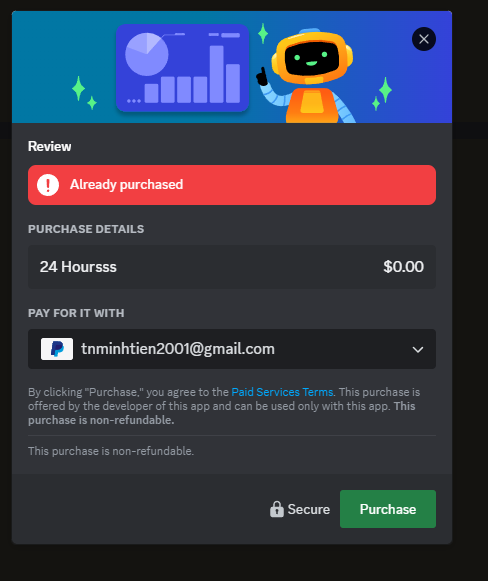 Review
Already purchased
PURCHASE DETAILS
24 Hoursss $0.00
PAY FOR IT WITH
tnminhtien2001@gmail.com
By clicking "Purchase," you agree to the Paid Services Terms. This purchase is
offered by the developer of this app and can be used only with this app. This
purchase is non-refundable.
This purchase is non-refundable.
Secure Purchase